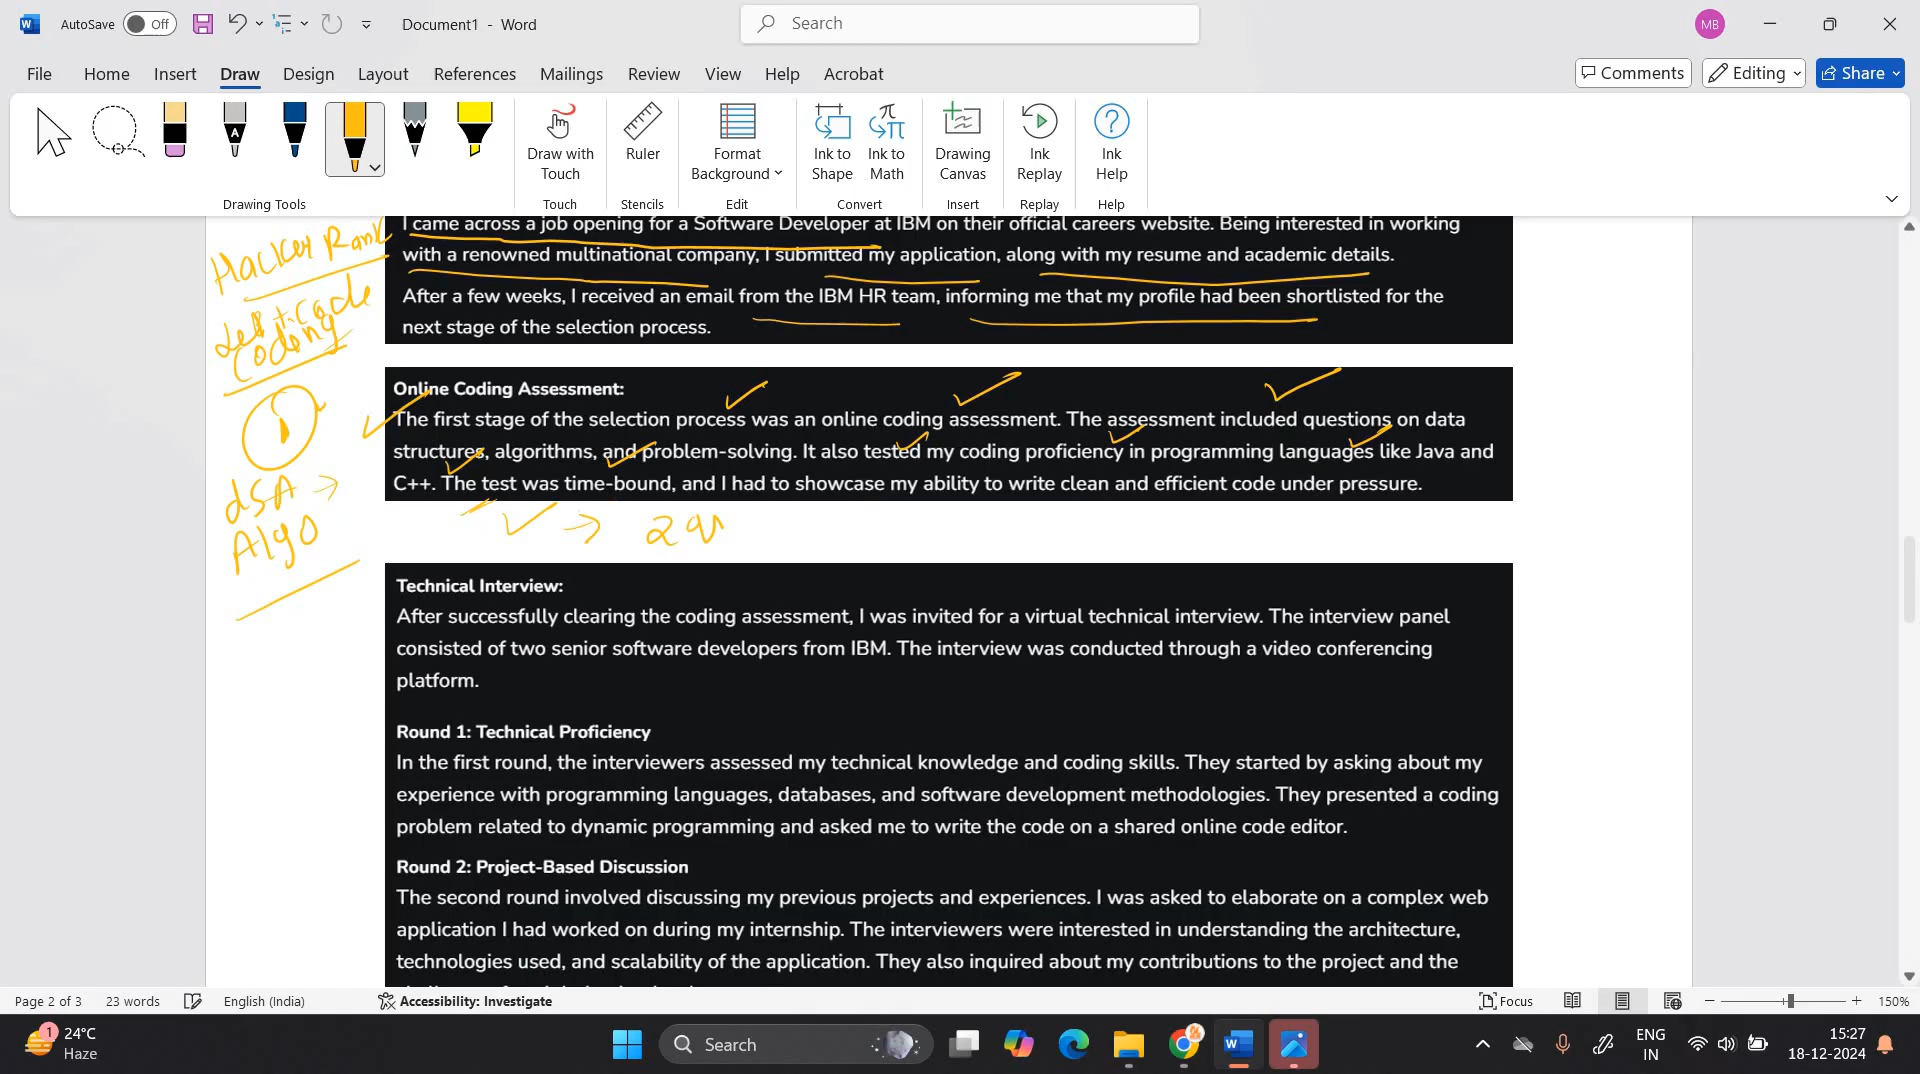 AutoSave Off Document1 - Word Search MB
File Home Insert Draw Design Layout References Mailings Review View Help Acrobat Comments Editing Share
A
Draw with Touch
Ruler
Format Background
Ink to Shape
Ink to Math
Drawing Canvas
Ink Replay
Ink Help
Drawing Tools Touch Stencils Edit Convert Insert Replay Help
I came across a job opening for a Software Developer at IBM on their official careers website. Being interested in working
with a renowned multinational company, I submitted my application, along with my resume and academic details.
After a few weeks, I received an email from the IBM HR team, informing me that my profile had been shortlisted for the
next stage of the selection process.
Hacker Rank
Coding
DSA →
Algo
Online Coding Assessment:
The first stage of the selection process was an online coding assessment. The assessment included questions on data
structures, algorithms, and problem-solving. It also tested my coding proficiency in programming languages like Java and
C++. The test was time-bound, and I had to showcase my ability to write clean and efficient code under pressure.
→ 2
Technical Interview:
After successfully clearing the coding assessment, I was invited for a virtual technical interview. The interview panel
consisted of two senior software developers from IBM. The interview was conducted through a video conferencing
platform.
Round 1: Technical Proficiency
In the first round, the interviewers assessed my technical knowledge and coding skills. They started by asking about my
experience with programming languages, databases, and software development methodologies. They presented a coding
problem related to dynamic programming and asked me to write the code on a shared online code editor.
Round 2: Project-Based Discussion
The second round involved discussing my previous projects and experiences. I was asked to elaborate on a complex web
application I had worked on during my internship. The interviewers were interested in understanding the architecture,
technologies used, and scalability of the application. They also inquired about my contributions to the project and the
Page 2 of 3 23 words English (India) Accessibility: Investigate Focus 150%
1 24°C
Haze
Search
ENG
IN
15:27
18-12-2024